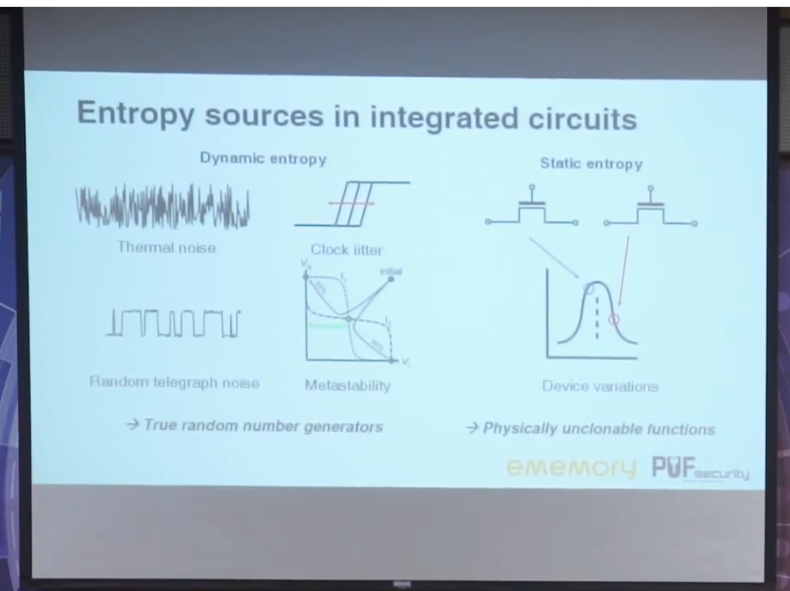 Entropy sources in integrated circuits
Dynamic entropy
Static entropy
Thermal noise
Clock jitter
initial
Random telegraph noise
Metastability
Device variations
→ True random number generators
→ Physically unclonable functions
ememory
PUFsecurity